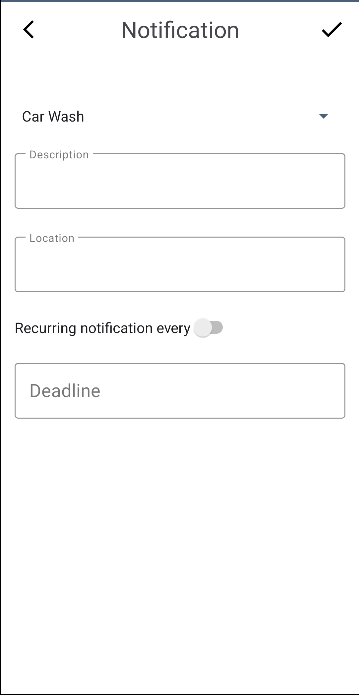 Notification
Car Wash
Description
Location
Recurring notification every
Deadline